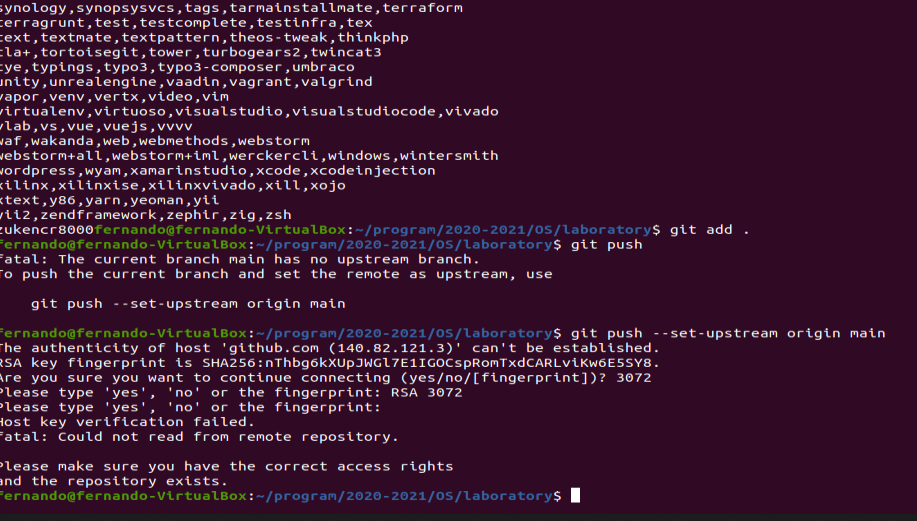 synology,synopsysvcs,tags,tarmainstallmate,terraform
terragrunt,test,testcomplete,testinfra,tex
text,textmate,textpattern,theos-tweak,thinkphp
tla+,tortoisegit,tower,turbogears2,twincat3
tye,typings,typo3,typo3-composer,umbraco
unity,unrealengine,vaadin,vagrant,valgrind
vapor,venv,vertx,video,vim
virtualenv,virtuoso,visualstudio,visualstudiocode,vivado
vlab,vs,vue,vuejs,vvvv
waf,wakanda,web,webmethods,webstorm
webstorm+all,webstorm+iml,werckercli,windows,wintersmith
wordpress,wyam,xamarinstudio,xcode,xcodeinjection
xilinx,xilinxise,xilinxvivado,xill,xojo
xtext,y86,yarn,yeoman,yii
yii2,zendframework,zephir,zig,zsh
zukencr8000fernando@fernando-VirtualBox:~/program/2020-2021/OS/laboratory$ git add .
fernando@fernando-VirtualBox:~/program/2020-2021/OS/laboratory$ git push
fatal: The current branch main has no upstream branch.
To push the current branch and set the remote as upstream, use
git push --set-upstream origin main
fernando@fernando-VirtualBox:~/program/2020-2021/OS/laboratory$ git push --set-upstream origin main
The authenticity of host 'github.com (140.82.121.3)' can't be established.
RSA key fingerprint is SHA256:nThbg6kXUpJWGl7E1IGOCspRomTxdCARLviKw6E5SY8.
Are you sure you want to continue connecting (yes/no/[fingerprint])? 3072
Please type 'yes', 'no' or the fingerprint: RSA 3072
Please type 'yes', 'no' or the fingerprint:
Host key verification failed.
fatal: Could not read from remote repository.
Please make sure you have the correct access rights
and the repository exists.
fernando@fernando-VirtualBox:~/program/2020-2021/OS/laboratory$